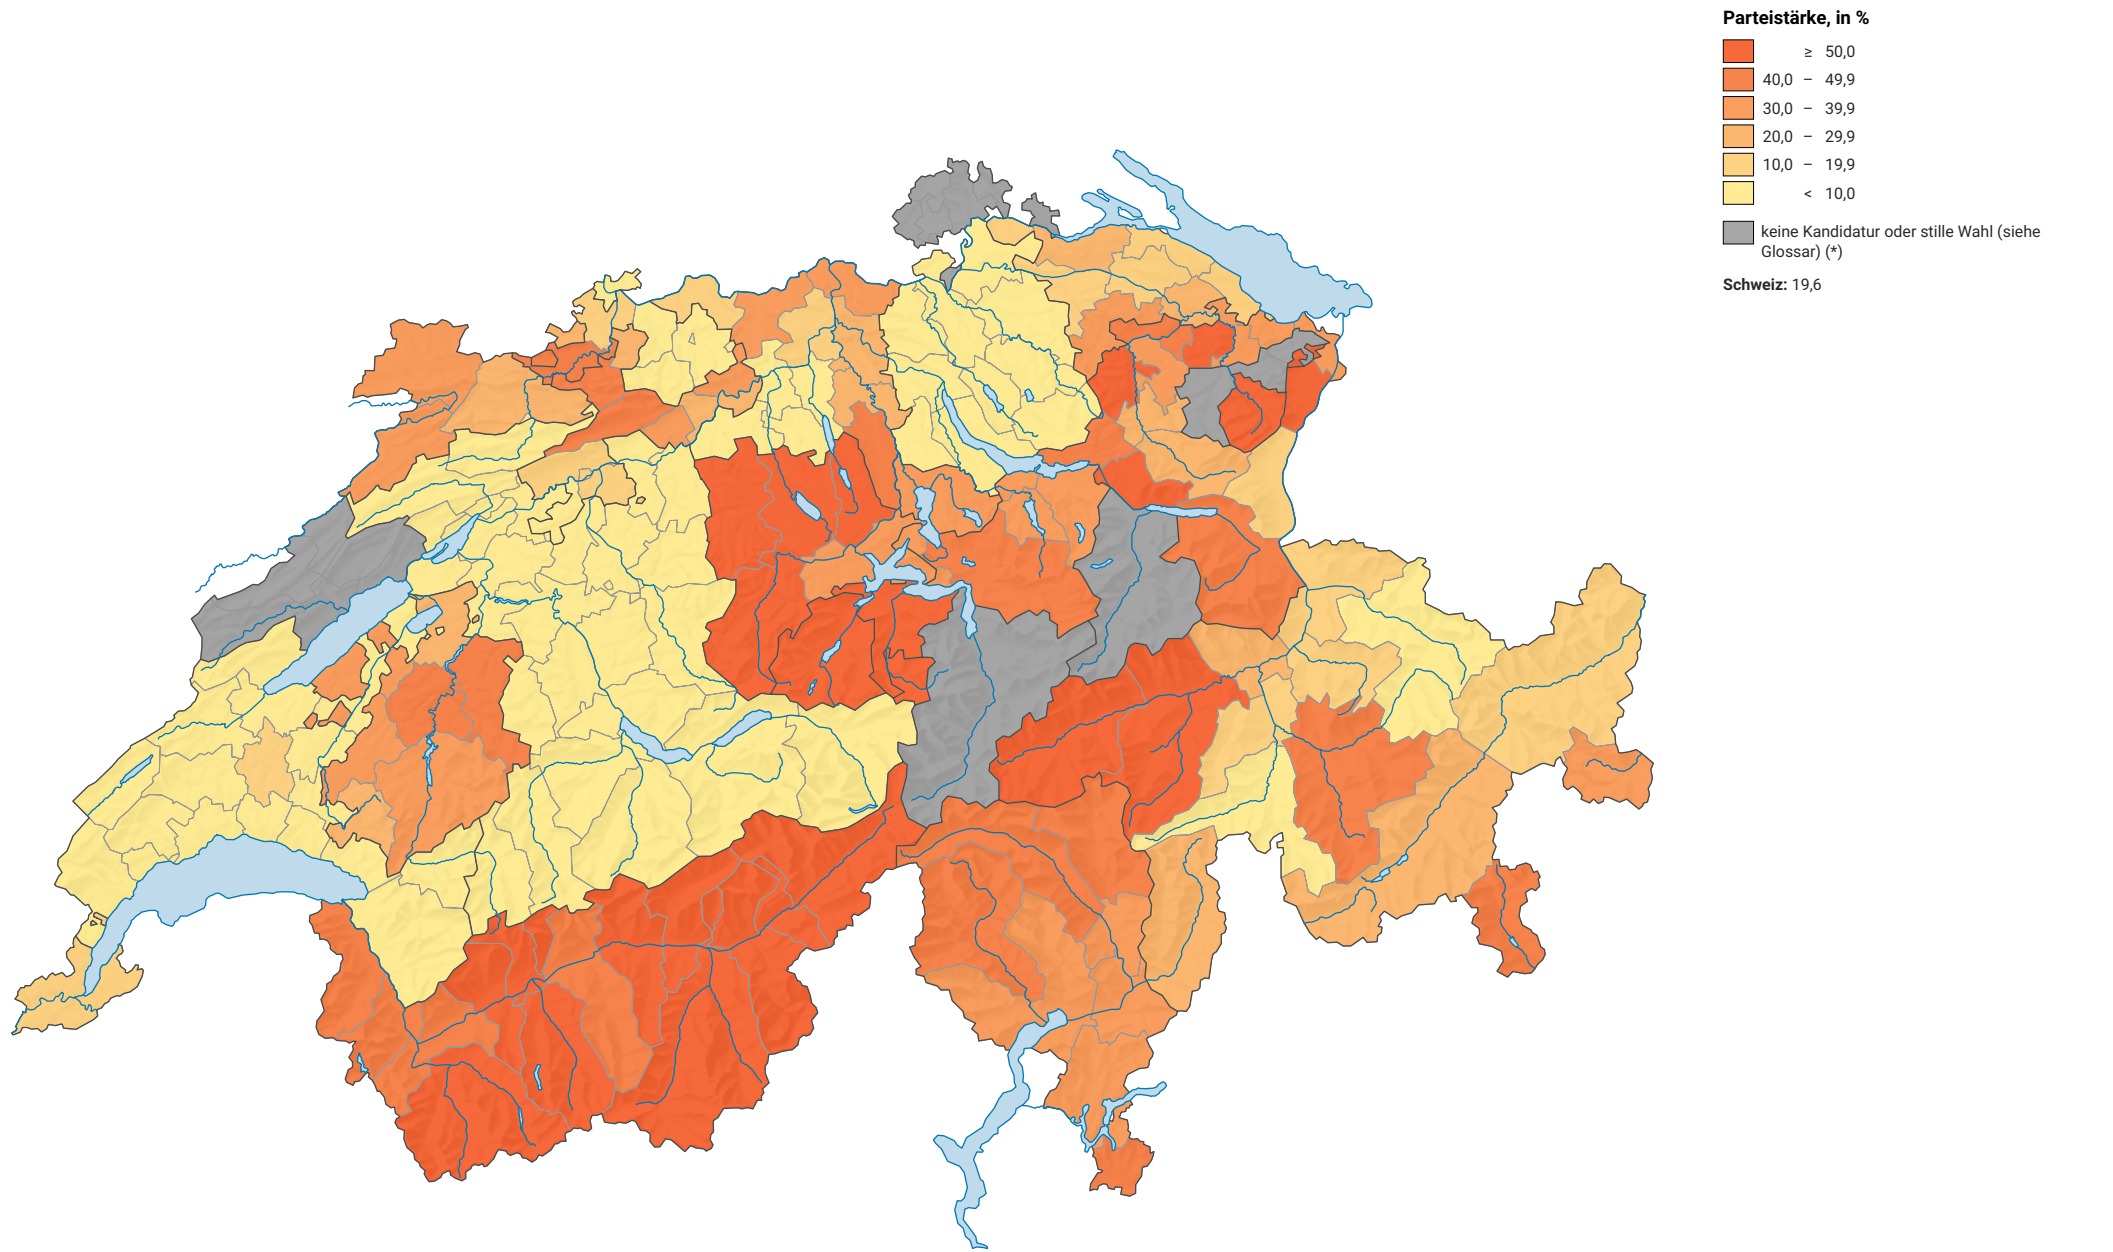 Parteistärke, in %
≥ 50,0
40,0 – 49,9
30,0 – 39,9
20,0 – 29,9
10,0 – 19,9
< 10,0
keine Kandidatur oder stille Wahl (siehe
Glossar) (*)
Schweiz: 19,6